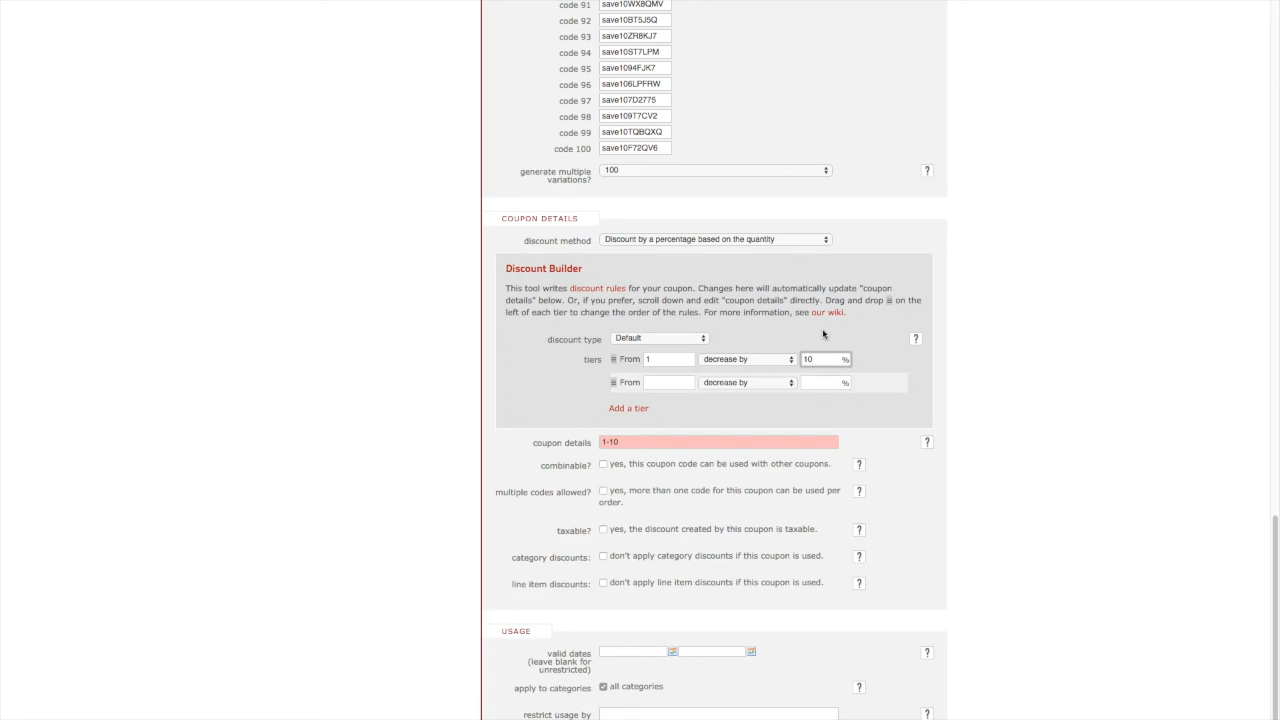 code 91 save10WX8QMV
code 92 save10BT5J5Q
code 93 save10ZR8KJ7
code 94 save10ST7LPM
code 95 save1094FJK7
code 96 save106LPFRW
code 97 save107D2775
code 98 save109T7CV2
code 99 save10TQBQXQ
code 100 save10F72QV6
generate multiple variations? 100 ?
COUPON DETAILS
discount method Discount by a percentage based on the quantity
Discount Builder
This tool writes discount rules for your coupon. Changes here will automatically update "coupon
details" below. Or, if you prefer, scroll down and edit "coupon details" directly. Drag and drop ≡ on the
left of each tier to change the order of the rules. For more information, see our wiki.
discount type Default ?
tiers ≡ From 1 decrease by 10 %
≡ From decrease by %
Add a tier
coupon details 1-10 ?
combinable? yes, this coupon code can be used with other coupons. ?
multiple codes allowed? yes, more than one code for this coupon can be used per ?
order.
taxable? yes, the discount created by this coupon is taxable. ?
category discounts: don't apply category discounts if this coupon is used. ?
line item discounts: don't apply line item discounts if this coupon is used. ?
USAGE
valid dates ?
(leave blank for
unrestricted)
apply to categories all categories ?
restrict usage by ?